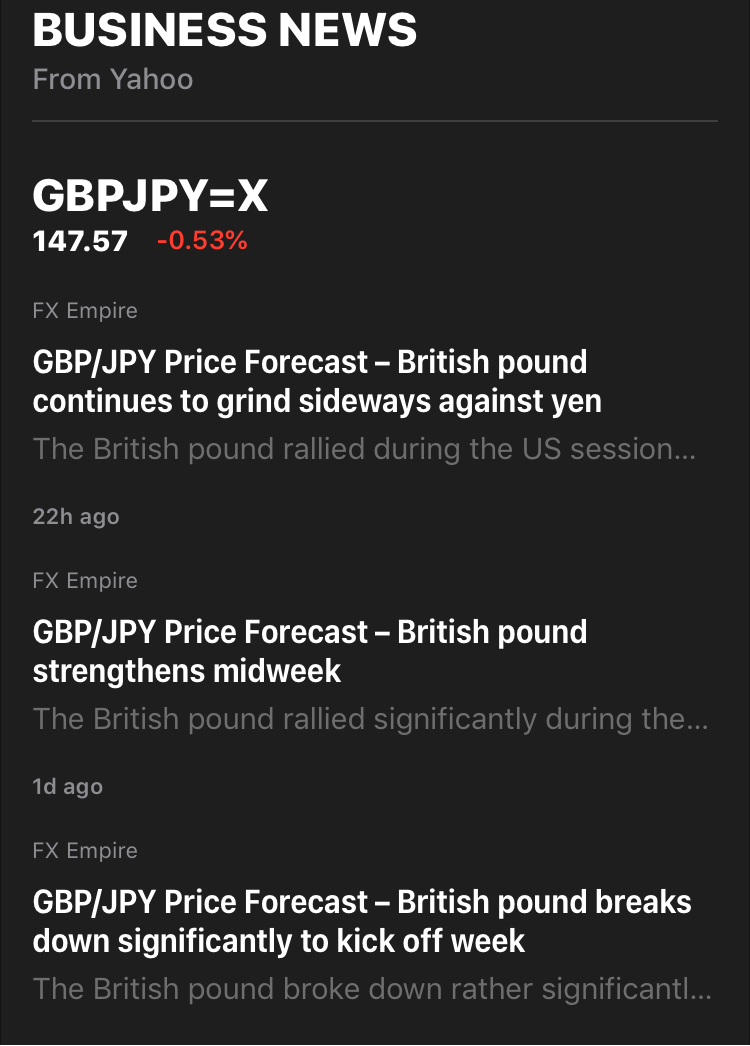 BUSINESS NEWS
From Yahoo
GBPJPY=X
147.57 -0.53%
FX Empire
GBP/JPY Price Forecast – British pound
continues to grind sideways against yen
The British pound rallied during the US session...
22h ago
FX Empire
GBP/JPY Price Forecast – British pound
strengthens midweek
The British pound rallied significantly during the...
1d ago
FX Empire
GBP/JPY Price Forecast – British pound breaks
down significantly to kick off week
The British pound broke down rather significantl...